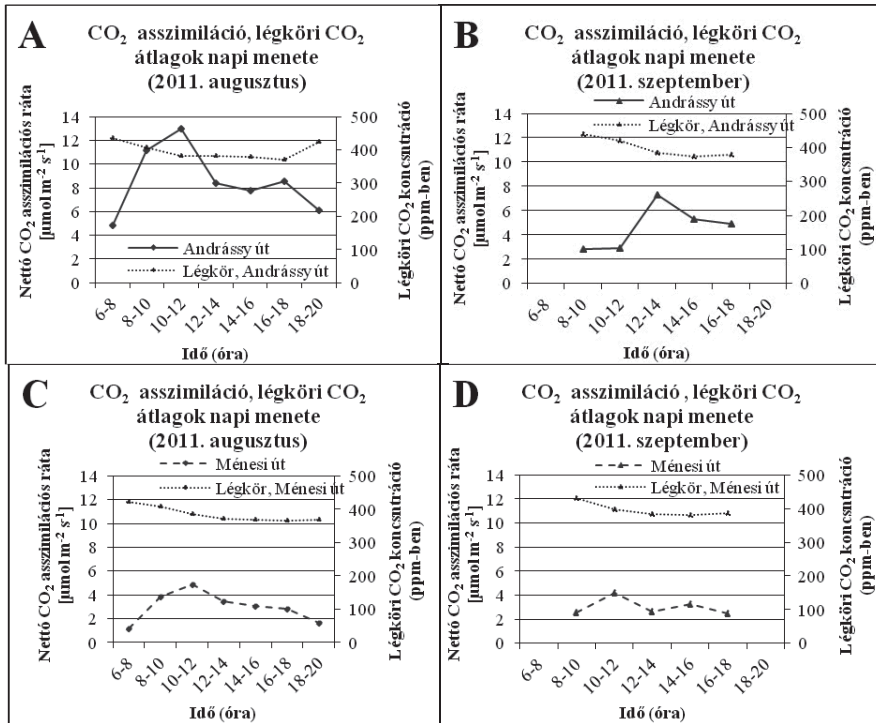 A
CO2 asszimiláció, légköri CO2
átlagok napi menete
(2011. augusztus)
Nettó CO2 asszimilációs ráta
[µmol m-2 s-1]
14
12
10
8
6
4
2
0
Andrássy út
Légkör, Andrássy út
500
400
300
200
100
0
Légköri CO2 koncsntráció
(ppm-ben)
6-8
8-10
10-12
12-14
14-16
16-18
18-20
Idő (óra)
B
CO2 asszimiláció, légköri CO2
átlagok napi menete
(2011. szeptember)
Nettó CO2 asszimilációs ráta
[µmol m-2 s-1]
14
12
10
8
6
4
2
0
Andrássy út
Légkör, Andrássy út
500
400
300
200
100
0
Légköri CO2 koncsntráció
(ppm-ben)
6-8
8-10
10-12
12-14
14-16
16-18
18-20
Idő (óra)
C
CO2 asszimiláció, légköri CO2
átlagok napi menete
(2011. augusztus)
Nettó CO2 asszimilációs ráta
[µmol m-2 s-1]
14
12
10
8
6
4
2
0
Ménesi út
Légkör, Ménesi út
500
400
300
200
100
0
Légköri CO2 koncsntráció
(ppm-ben)
6-8
8-10
10-12
12-14
14-16
16-18
18-20
Idő (óra)
D
CO2 asszimiláció , légköri CO2
átlagok napi menete
(2011. szeptember)
Nettó CO2 asszimilációs ráta
[µmol m-2 s-1]
14
12
10
8
6
4
2
0
Ménesi út
Légkör, Ménesi út
500
400
300
200
100
0
Légköri CO2 koncsntráció
(ppm-ben)
6-8
8-10
10-12
12-14
14-16
16-18
18-20
Idő (óra)